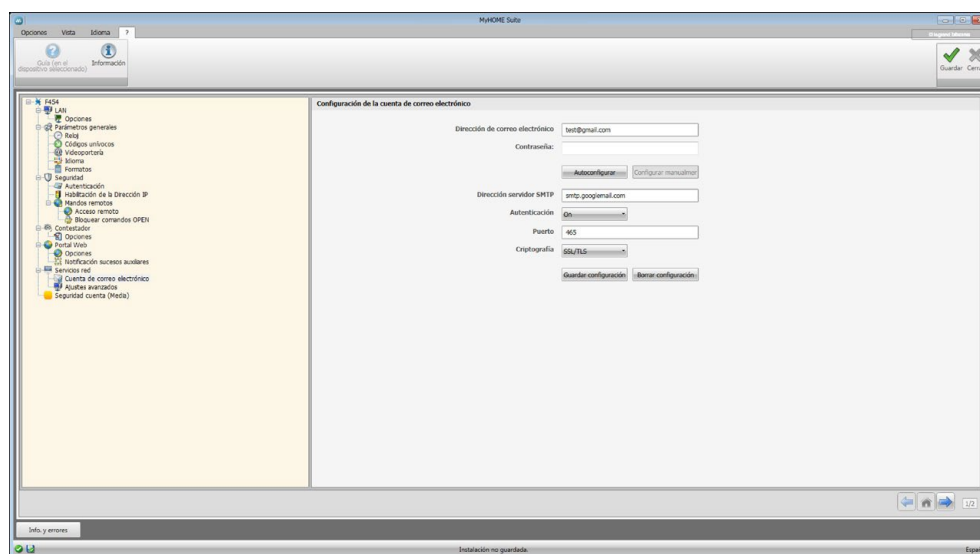 MyHOME Suite
Opciones Vista Idioma ?
Guía (en el dispositivo seleccionado)
Información
Guardar
F454
LAN
Opciones
Parámetros generales
Reloj
Códigos unívocos
Videoportería
Idioma
Formatos
Seguridad
Autenticación
Habilitación de la Dirección IP
Mandos remotos
Acceso remoto
Bloquear comandos OPEN
Contestador
Opciones
Portal Web
Opciones
Notificación sucesos auxiliares
Servicios red
Cuenta de correo electrónico
Ajustes avanzados
Seguridad cuenta (Media)
Configuración de la cuenta de correo electrónico
Dirección de correo electrónico test@gmail.com
Contraseña:
Autoconfigurar Configurar manualmer
Dirección servidor SMTP smtp.googlemail.com
Autenticación On
Puerto 465
Criptografía SSL/TLS
Guardar configuración Borrar configuración
1/2
Info. y errores
Instalación no guardada.